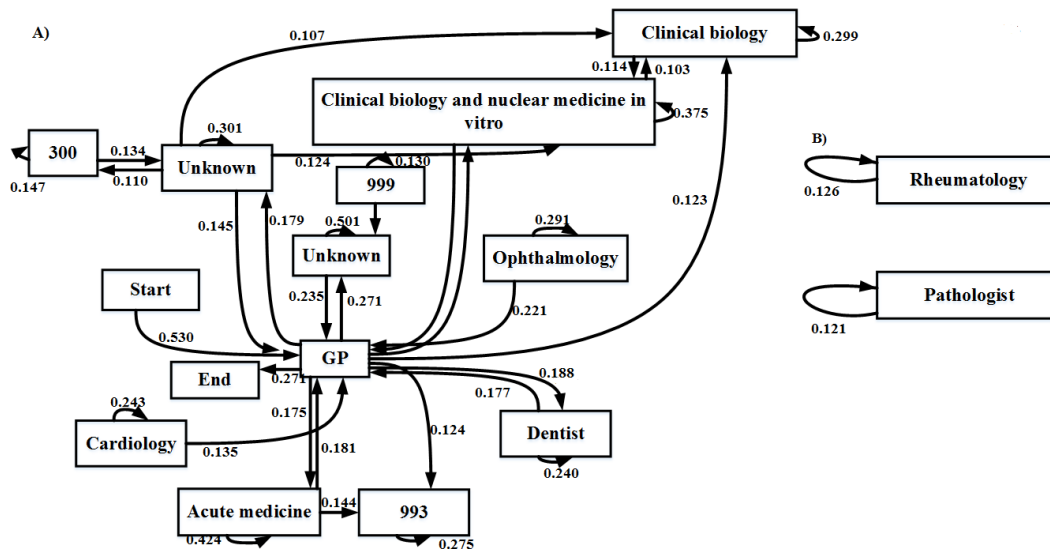 A)
Clinical biology
0.299
0.107
0.114
0.103
Clinical biology and nuclear medicine in
vitro
0.375
0.301
300
0.134
Unknown
0.124
0.130
B)
0.147
0.110
999
Rheumatology
0.126
0.145
0.179
0.501
0.291
0.123
Unknown
Ophthalmology
Start
0.235
0.271
0.221
Pathologist
0.121
0.530
GP
End
0.271
0.188
0.177
0.243
0.175
0.124
Cardiology
0.135
0.181
Dentist
0.240
Acute medicine
0.144
993
0.424
0.275